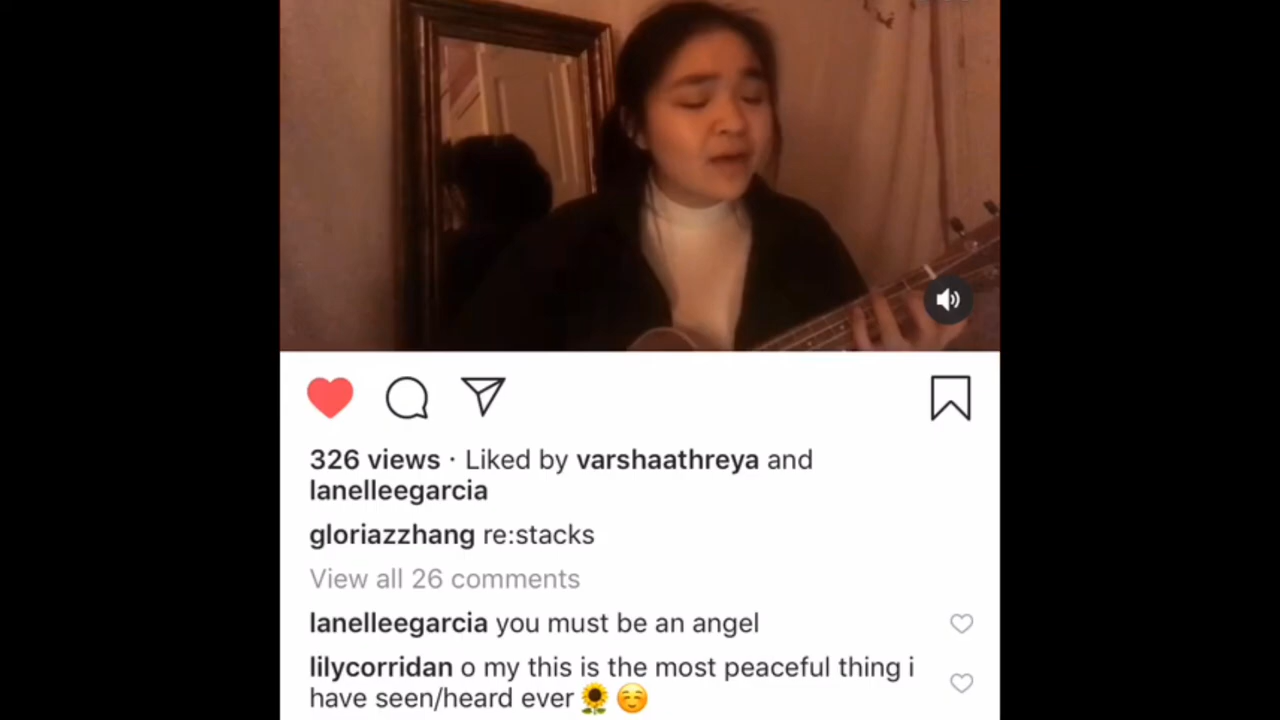 326 views · Liked by varshaathreya and
lanelleegarcia
gloriazzhang re:stacks
View all 26 comments
lanelleegarcia you must be an angel
lilycorridan o my this is the most peaceful thing i
have seen/heard ever🌻☺️